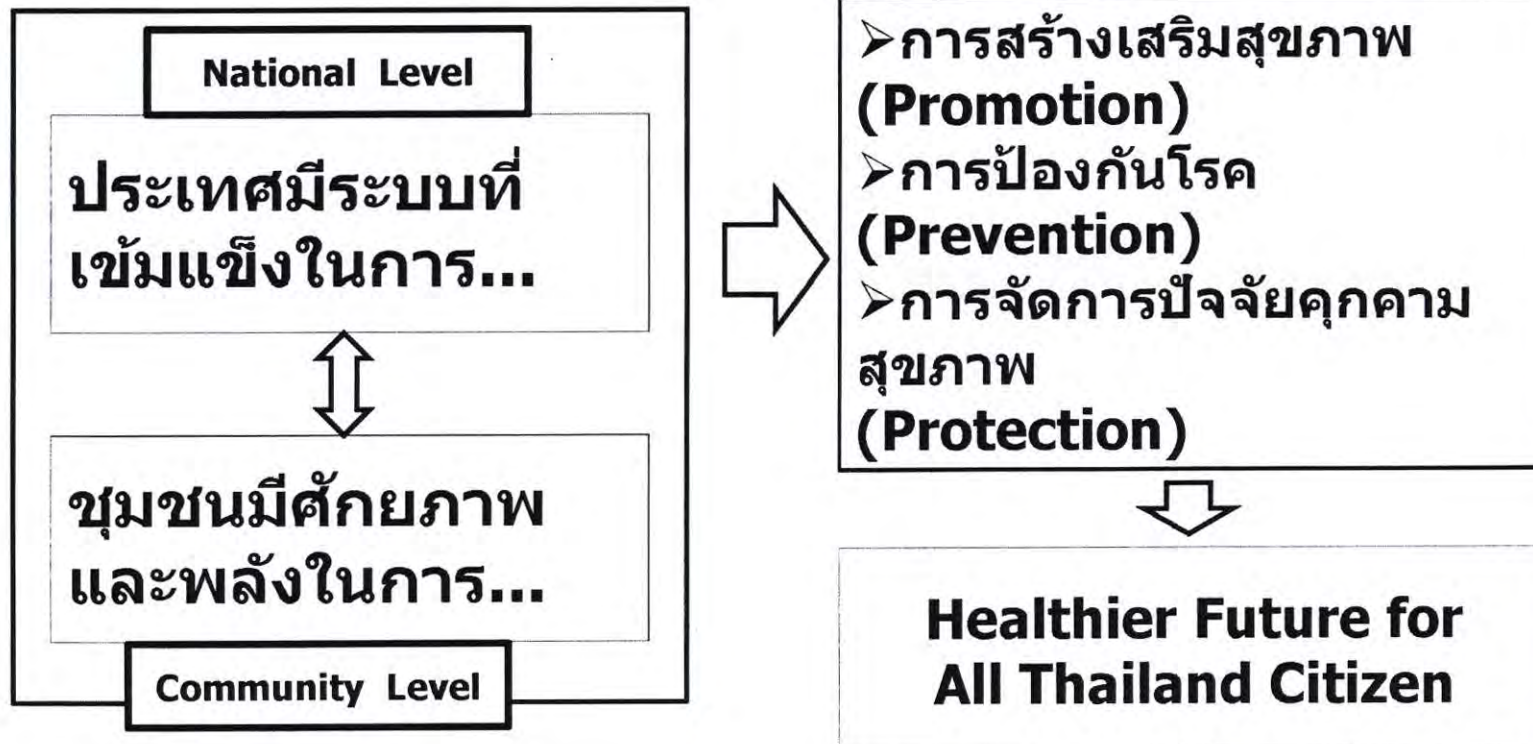 National Level
ประเทศมีระบบที่
เข้มแข็งในการ...
ชุมชนมีศักยภาพ
และพลังในการ...
Community Level
➢การสร้างเสริมสุขภาพ
(Promotion)
➢การป้องกันโรค
(Prevention)
➢การจัดการปัจจัยคุกคาม
สุขภาพ
(Protection)
Healthier Future for
All Thailand Citizen